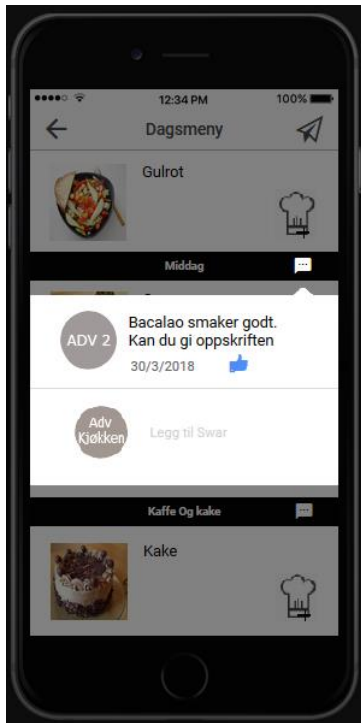 12:34 PM
100%
Dagsmeny
Gulrot
Middag
ADV 2
Bacalao smaker godt.
Kan du gi oppskriften
30/3/2018
Adv
Kjøkken
Legg til Swar
Kaffe Og kake
Kake